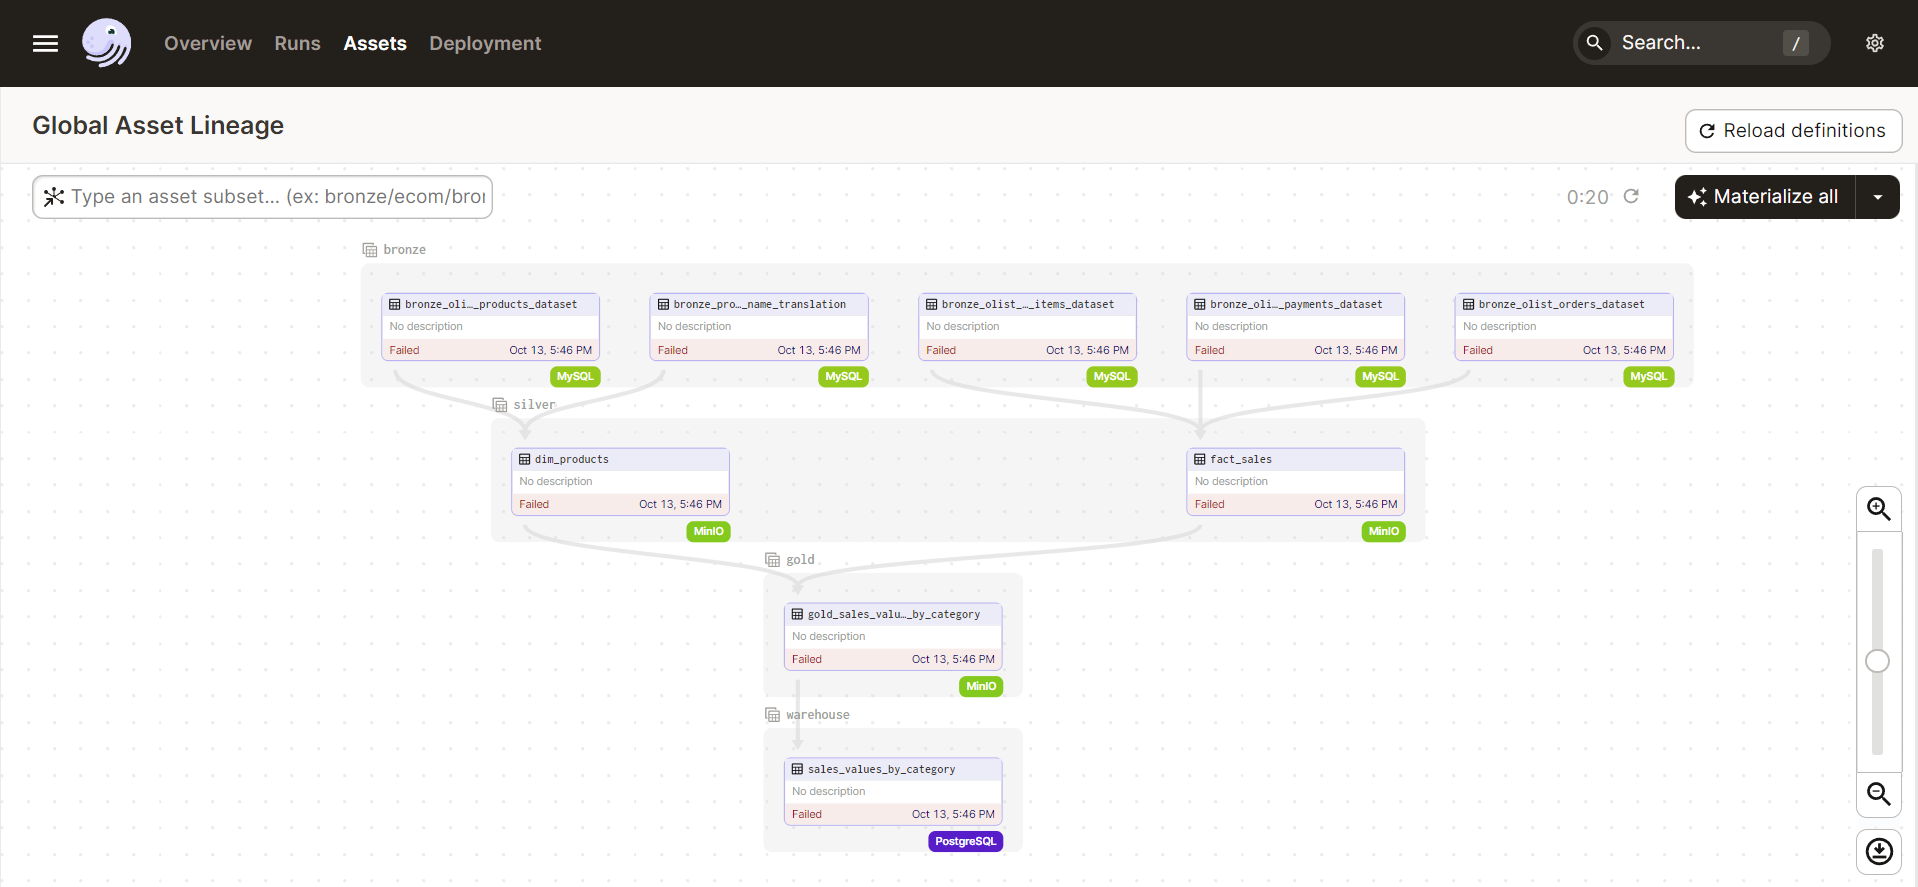 Overview Runs Assets Deployment
Search... /
Global Asset Lineage
Reload definitions
Type an asset subset... (ex: bronze/ecom/bron
0:20
Materialize all
bronze
bronze_oli…_products_dataset
No description
Failed Oct 13, 5:46 PM
MySQL
bronze_pro…_name_translation
No description
Failed Oct 13, 5:46 PM
MySQL
bronze_olist_…_items_dataset
No description
Failed Oct 13, 5:46 PM
MySQL
bronze_oli…_payments_dataset
No description
Failed Oct 13, 5:46 PM
MySQL
bronze_olist_orders_dataset
No description
Failed Oct 13, 5:46 PM
MySQL
silver
dim_products
No description
Failed Oct 13, 5:46 PM
MinIO
fact_sales
No description
Failed Oct 13, 5:46 PM
MinIO
gold
gold_sales_valu…_by_category
No description
Failed Oct 13, 5:46 PM
MinIO
warehouse
sales_values_by_category
No description
Failed Oct 13, 5:46 PM
PostgreSQL